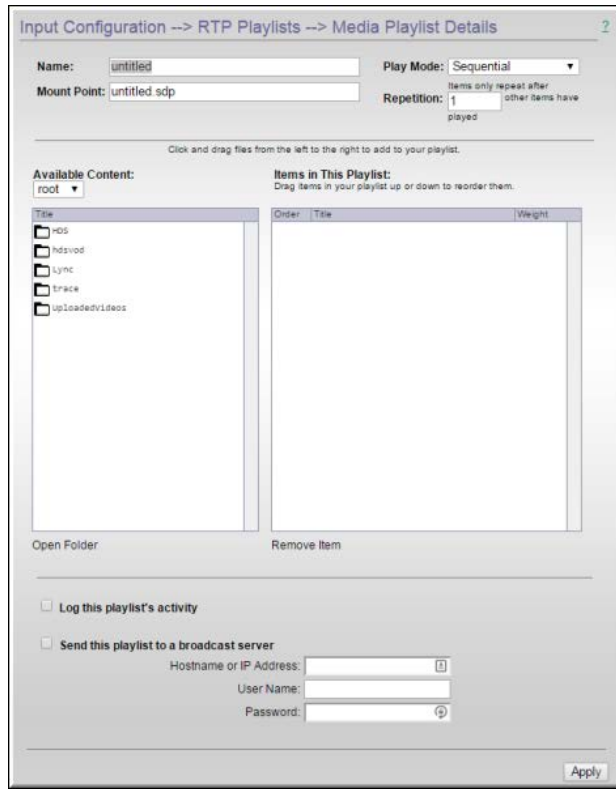 Input Configuration --> RTP Playlists --> Media Playlist Details ?
Name: untitled
Play Mode: Sequential
Mount Point: untitled.sdp
Repetition: Items only repeat after 1 other items have played
Click and drag files from the left to the right to add to your playlist.
Available Content:
root
Items in This Playlist:
Drag items in your playlist up or down to reorder them.
Title
Order Title Weight
HDS
hdsvod
Lync
trace
UploadedVideos
Open Folder
Remove Item
Log this playlist's activity
Send this playlist to a broadcast server
Hostname or IP Address:
User Name:
Password:
Apply